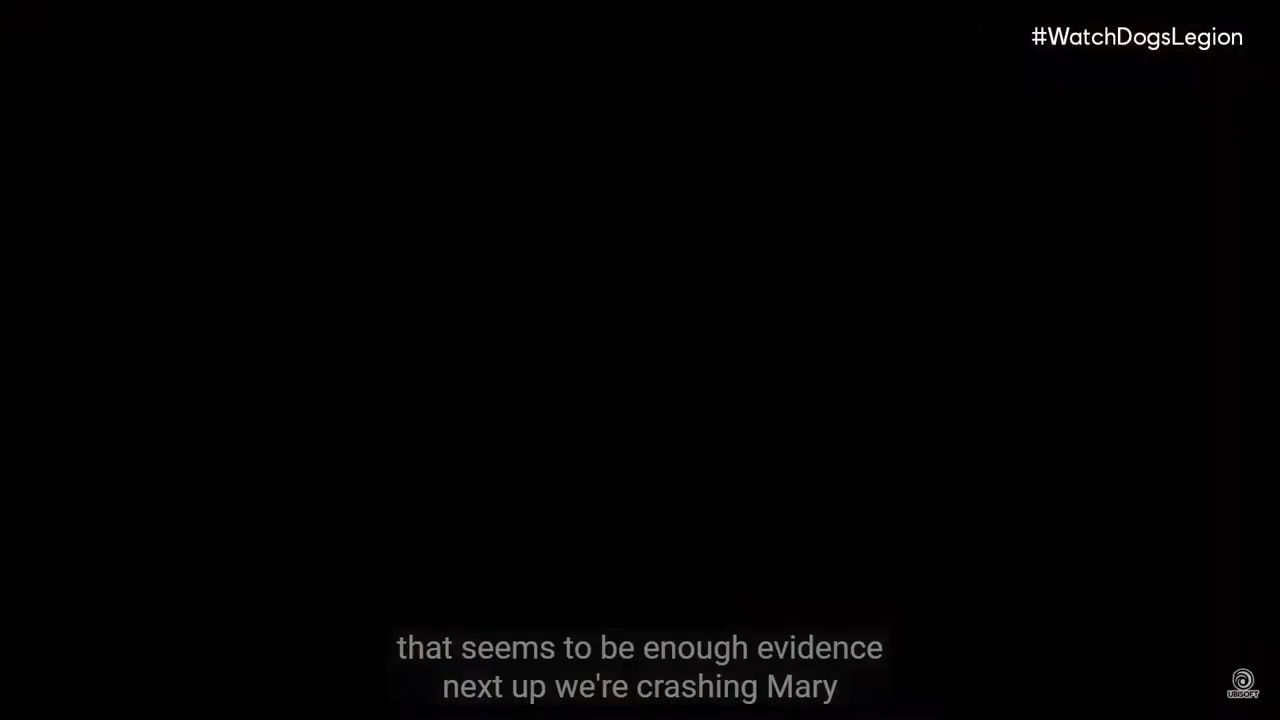 #WatchDogsLegion
that seems to be enough evidence
next up we're crashing Mary
UBISOFT